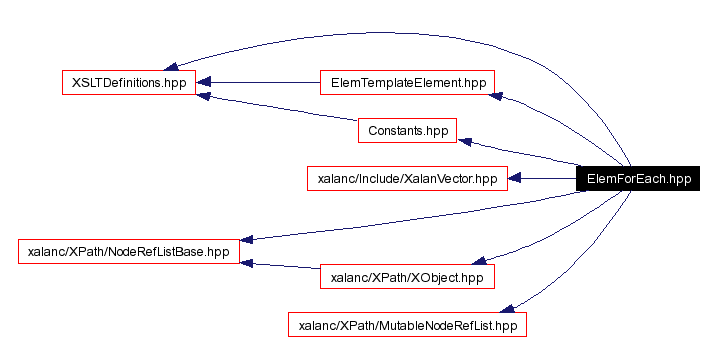 XSLTDefinitions.hpp
ElemTemplateElement.hpp
Constants.hpp
xalanc/Include/XalanVector.hpp
ElemForEach.hpp
xalanc/XPath/NodeRefListBase.hpp
xalanc/XPath/XObject.hpp
xalanc/XPath/MutableNodeRefList.hpp